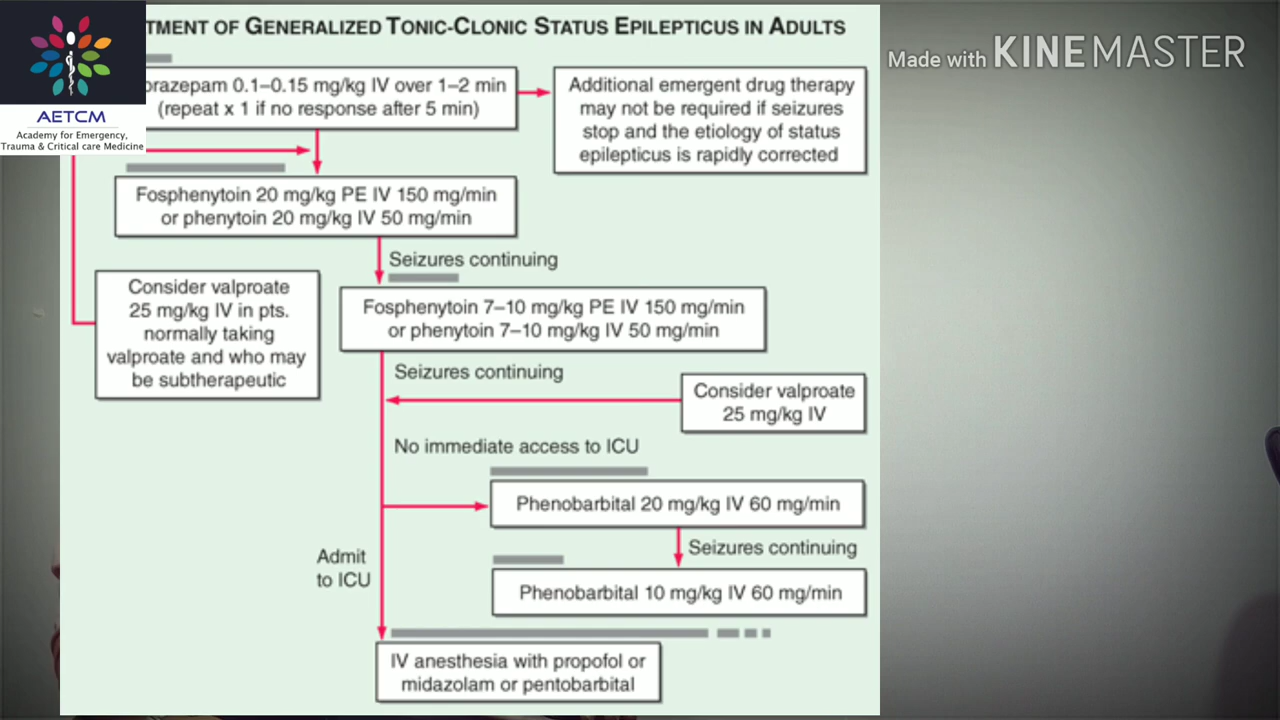 TMENT OF GENERALIZED TONIC-CLONIC STATUS EPILEPTICUS IN ADULTS
Made with KINEMASTER
AETCM
Academy for Emergency,
Trauma & Critical care Medicine
orazepam 0.1–0.15 mg/kg IV over 1–2 min
(repeat x 1 if no response after 5 min)
Additional emergent drug therapy
may not be required if seizures
stop and the etiology of status
epilepticus is rapidly corrected
Fosphenytoin 20 mg/kg PE IV 150 mg/min
or phenytoin 20 mg/kg IV 50 mg/min
Seizures continuing
Consider valproate
25 mg/kg IV in pts.
normally taking
valproate and who may
be subtherapeutic
Fosphenytoin 7–10 mg/kg PE IV 150 mg/min
or phenytoin 7–10 mg/kg IV 50 mg/min
Seizures continuing
Consider valproate
25 mg/kg IV
No immediate access to ICU
Phenobarbital 20 mg/kg IV 60 mg/min
Seizures continuing
Admit
to ICU
Phenobarbital 10 mg/kg IV 60 mg/min
IV anesthesia with propofol or
midazolam or pentobarbital